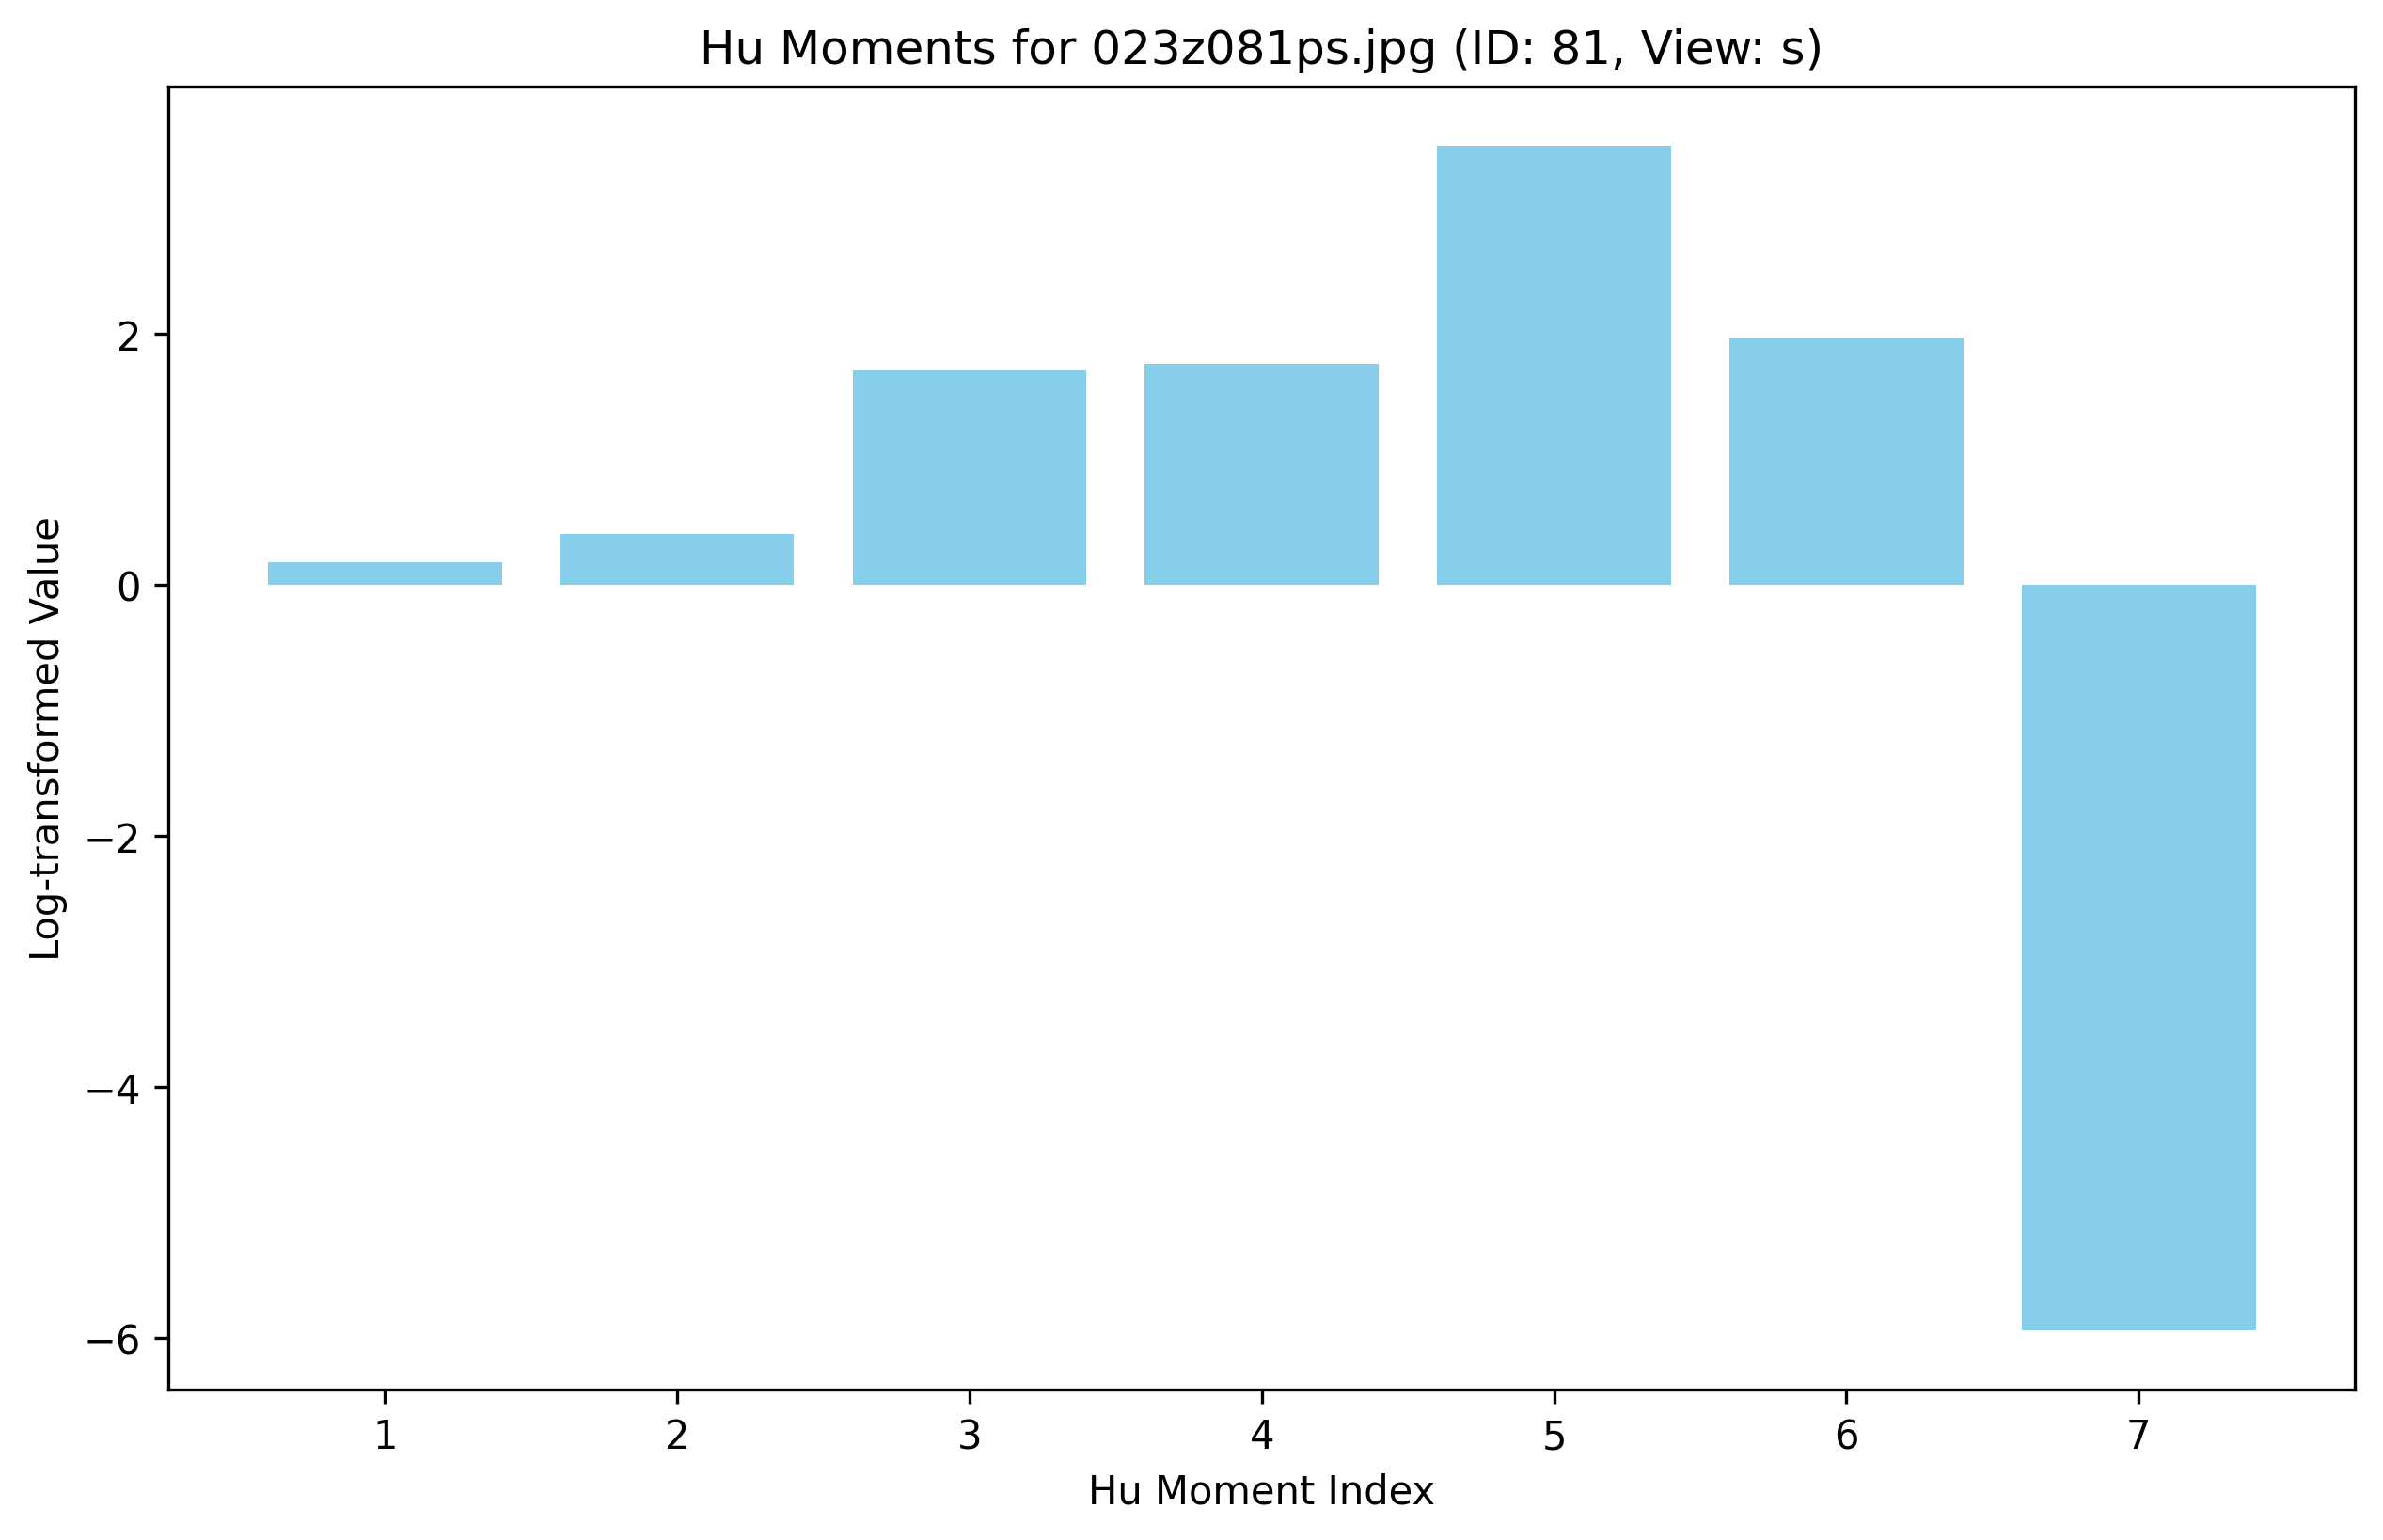 Hu Moments for 023z081ps.jpg (ID: 81, View: s)
Log-transformed Value
2
0
−2
−4
−6
1 2 3 4 5 6 7
Hu Moment Index